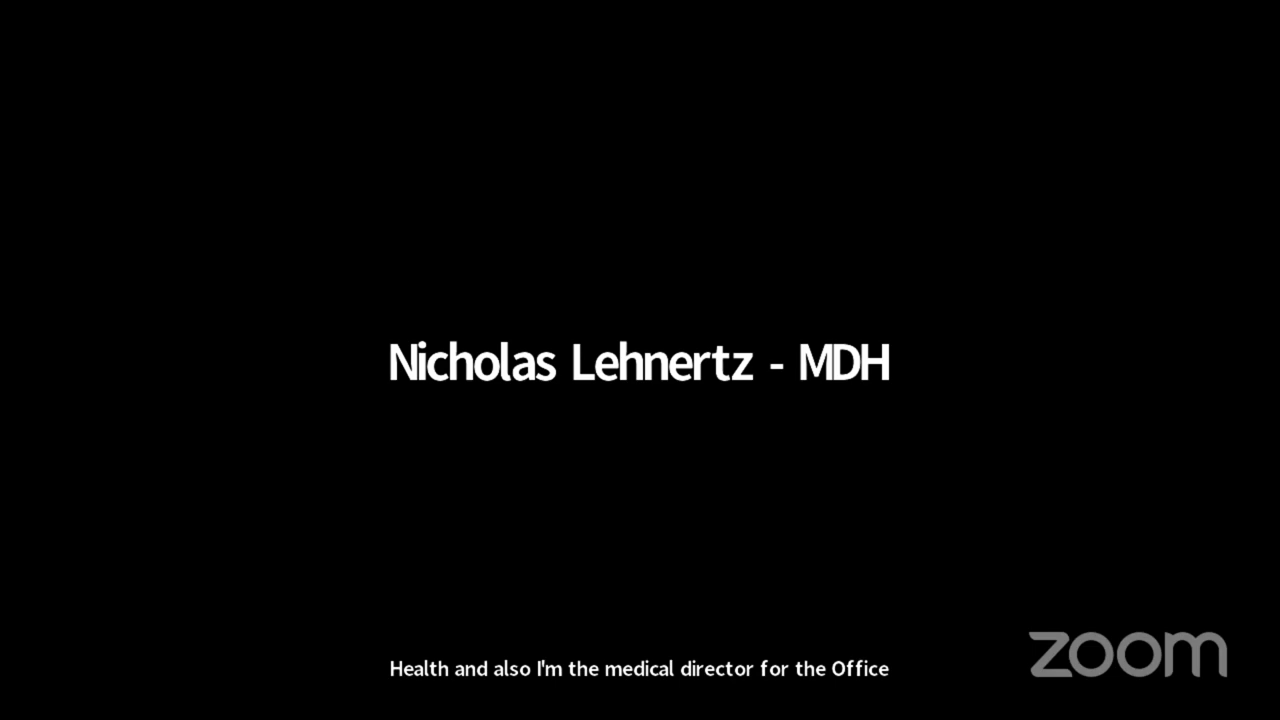 Nicholas Lehnertz - MDH
zoom
Health and also I'm the medical director for the Office